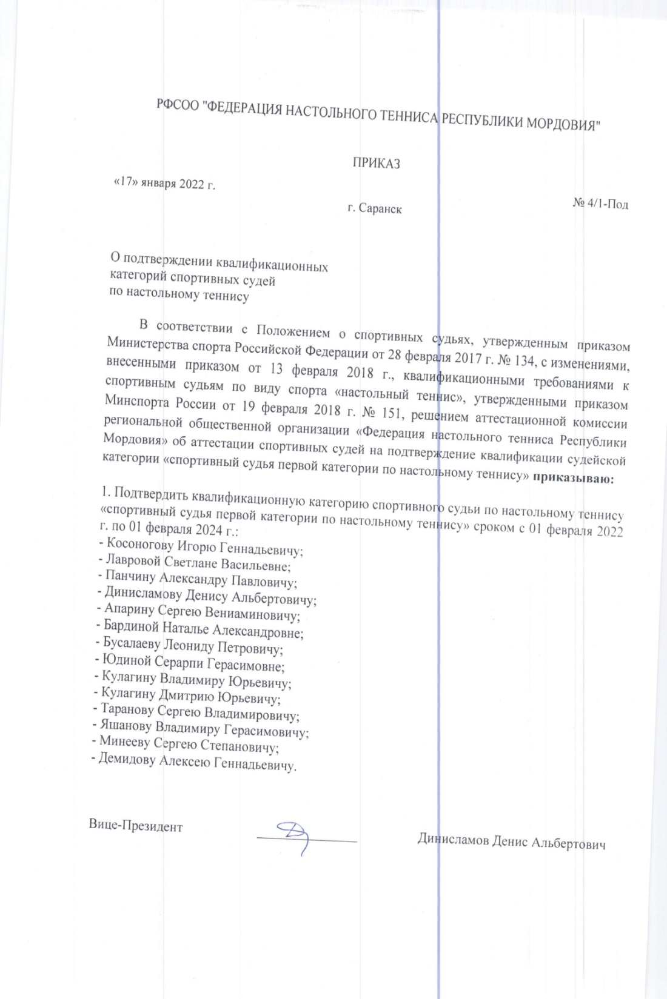 РФСОО "ФЕДЕРАЦИЯ НАСТОЛЬНОГО ТЕННИСА РЕСПУБЛИКИ МОРДОВИЯ"
ПРИКАЗ
«17» января 2022 г.
№ 4/1-Под
г. Саранск
О подтверждении квалификационных
категорий спортивных судей
по настольному теннису
В соответствии с Положением о спортивных судьях, утвержденным приказом
Министерства спорта Российской Федерации от 28 февраля 2017 г. № 134, с изменениями,
внесенными приказом от 13 февраля 2018 г., квалификационными требованиями к
спортивным судьям по виду спорта «настольный теннис», утвержденными приказом
Минспорта России от 19 февраля 2018 г. № 151, решением аттестационной комиссии
региональной общественной организации «Федерация настольного тенниса Республики
Мордовия» об аттестации спортивных судей на подтверждение квалификации судейской
категории «спортивный судья первой категории по настольному теннису» приказываю:
1. Подтвердить квалификационную категорию спортивного судьи по настольному теннису
«спортивный судья первой категории по настольному теннису» сроком с 01 февраля 2022
г. по 01 февраля 2024 г.:
- Косоногову Игорю Геннадьевичу;
- Лавровой Светлане Васильевне;
- Панчину Александру Павловичу;
- Динисламову Денису Альбертовичу;
- Апарину Сергею Вениаминовичу;
- Бардиной Наталье Александровне;
- Бусалаеву Леониду Петровичу;
- Юдиной Серарпи Герасимовне;
- Кулагину Владимиру Юрьевичу;
- Кулагину Дмитрию Юрьевичу;
- Таранову Сергею Владимировичу;
- Яшанову Владимиру Герасимовичу;
- Минееву Сергею Степановичу;
- Демидову Алексею Геннадьевичу.
Вице-Президент
Динисламов Денис Альбертович